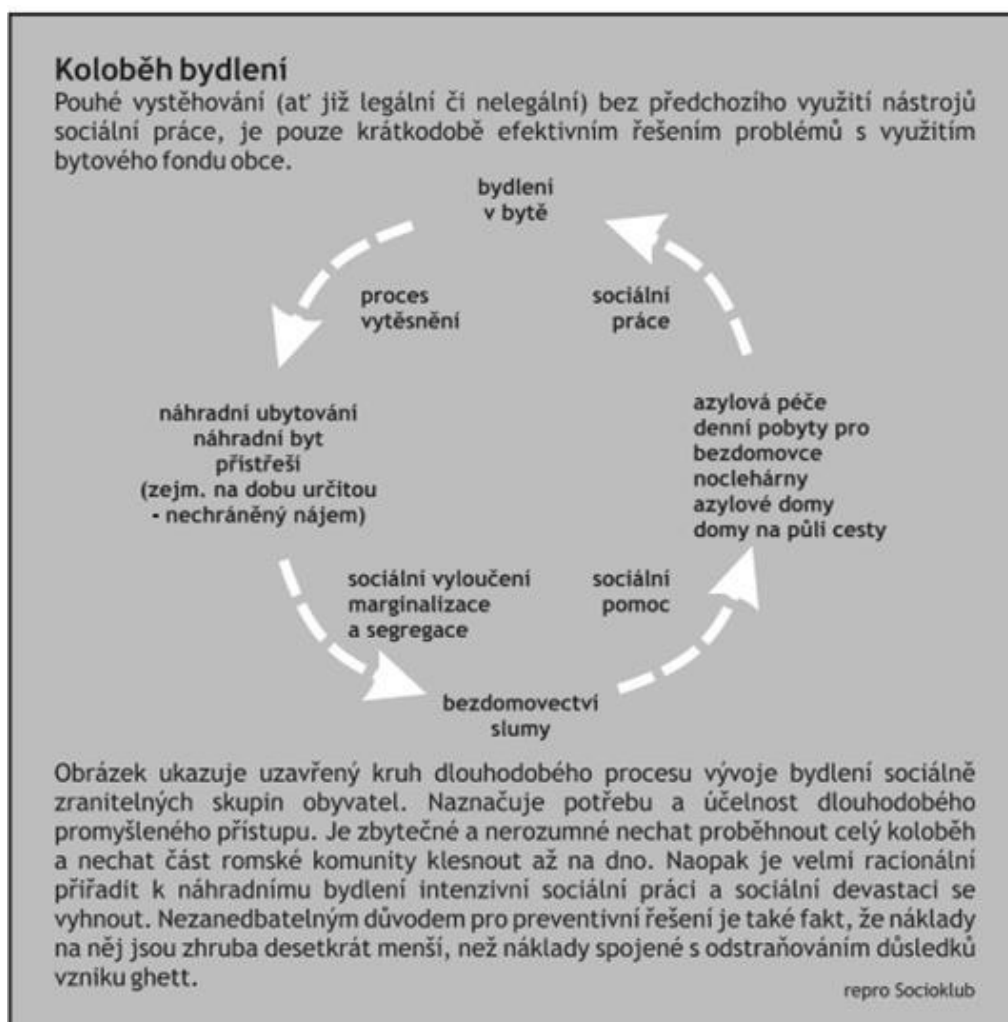 Koloběh bydlení
Pouhé vystěhování (ať již legální či nelegální) bez předchozího využití nástrojů
sociální práce, je pouze krátkodobě efektivním řešením problémů s využitím
bytového fondu obce.
bydlení
v bytě
proces
vytěsnění
sociální
práce
náhradní ubytování
náhradní byt
přístřeší
(zejm. na dobu určitou
- nechráněný nájem)
azylová péče
denní pobyty pro
bezdomovce
noclehárny
azylové domy
domy na půli cesty
sociální vyloučení
marginalizace
a segregace
sociální
pomoc
bezdomovectví
slumy
Obrázek ukazuje uzavřený kruh dlouhodobého procesu vývoje bydlení sociálně
zranitelných skupin obyvatel. Naznačuje potřebu a účelnost dlouhodobého
promyšleného přístupu. Je zbytečné a nerozumné nechat proběhnout celý koloběh
a nechat část romské komunity klesnout až na dno. Naopak je velmi racionální
přiřadit k náhradnímu bydlení intenzivní sociální práci a sociální devastaci se
vyhnout. Nezanedbatelným důvodem pro preventivní řešení je také fakt, že náklady
na něj jsou zhruba desetkrát menší, než náklady spojené s odstraňováním důsledků
vzniku ghett.
repro Socioklub